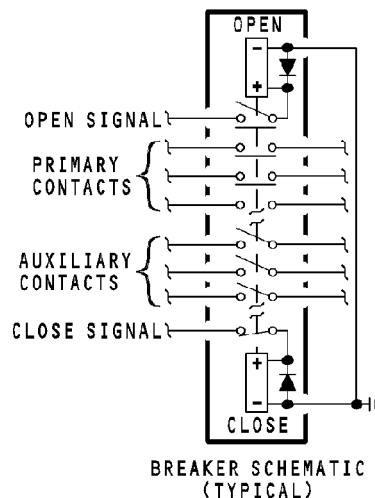 OPEN
-
+
OPEN SIGNAL
PRIMARY
CONTACTS
AUXILIARY
CONTACTS
CLOSE SIGNAL
+
-
CLOSE
BREAKER SCHEMATIC
(TYPICAL)